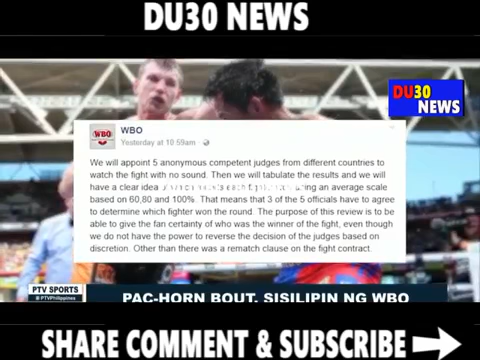 DU30 NEWS
DU30
NEWS
WBO
WBO
Yesterday at 10:59am
We will appoint 5 anonymous competent judges from different countries to
watch the fight with no sound. Then we will tabulate the results and we will
have a clear idea using an average scale
based on 60,80 and 100%. That means that 3 of the 5 officials have to agree
to determine which fighter won the round. The purpose of this review is to be
able to give the fan certainty of who was the winner of the fight, even though
we do not have the power to reverse the decision of the judges based on
discretion. Other than there was a rematch clause on the fight contract.
PTV SPORTS
@PTVPhilippines
PAC-HORN BOUT, SISILIPIN NG WBO
SHARE COMMENT & SUBSCRIBE